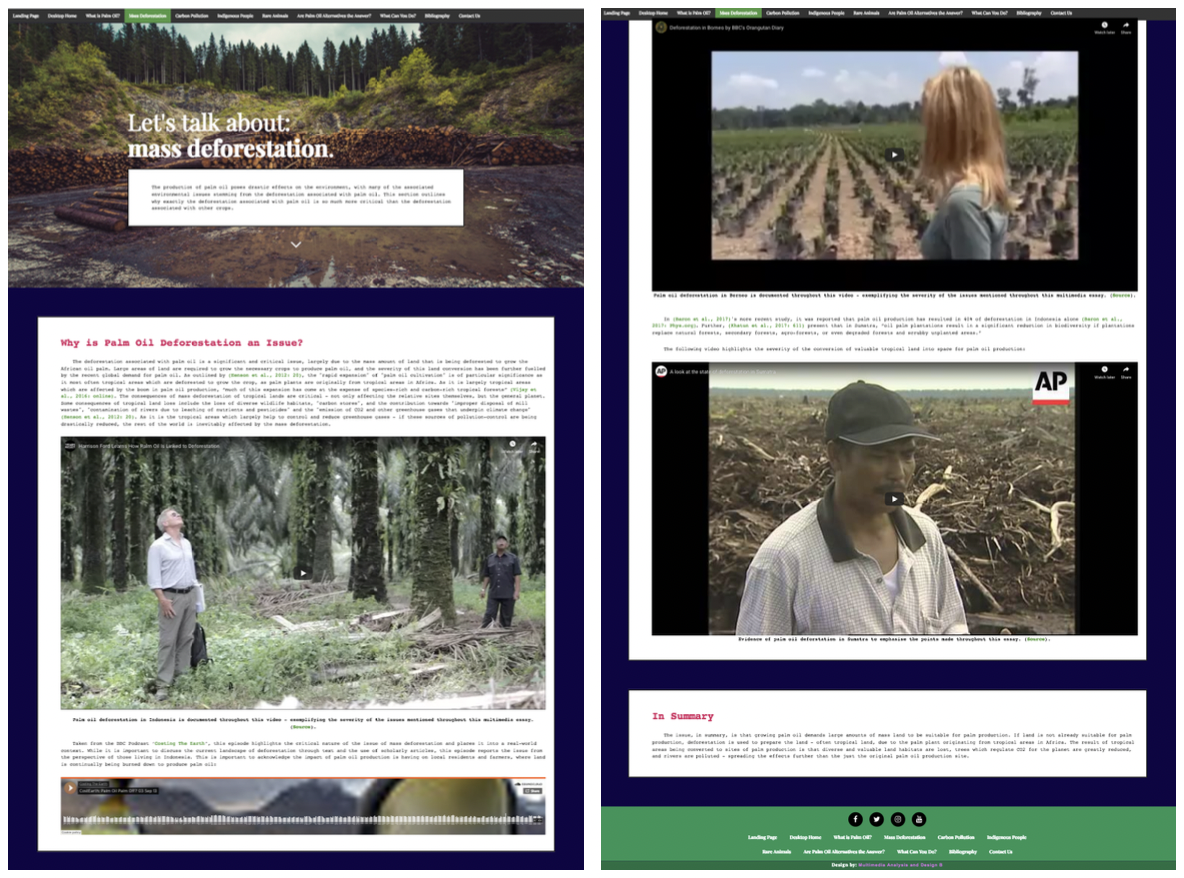 Landing Page Desktop Home What is Palm Oil? Mass Deforestation Carbon Pollution Indigenous People Rare Animals Are Palm Oil Alternatives the Answer? What Can You Do? Bibliography Contact Us
Let's talk about:
mass deforestation.
The production of palm oil poses drastic effects on the environment, with many of the associated
environmental issues stemming from the deforestation associated with palm oil. This section outlines
why exactly the deforestation associated with palm oil is so much more critical than the deforestation
associated with other crops.
Why is Palm Oil Deforestation an Issue?
The deforestation associated with palm oil is a significant and critical issue, largely due to the mass amount of land that is being deforested to grow the
African oil palm. Large areas of land are required to grow the necessary crops to produce palm oil, and the severity of this land conversion has been further fuelled
by the recent global demand for palm oil. As outlined by (Benson et al., 2012: 20), the "rapid expansion" of "palm oil cultivation" is of particular significance as
it most often tropical areas which are deforested to grow the crop, as palm plants are originally from tropical areas in Africa. As it is largely tropical areas
which are affected by the boom in palm oil production, "much of this expansion has come at the expense of species-rich and carbon-rich tropical forests" (Vijay et
al., 2016: online). The consequences of mass deforestation of tropical lands are critical - not only affecting the relative sites themselves, but the general planet.
Some consequences of tropical land loss include the loss of diverse wildlife habitats, "carbon stores", and the contribution towards "improper disposal of mill
wastes", "contamination of rivers due to leaching of nutrients and pesticides" and the "emission of CO2 and other greenhouse gases that underpin climate change"
(Benson et al., 2012: 20). As it is the tropical areas which largely help to control and reduce greenhouse gases - if these sources of pollution-control are being
drastically reduced, the rest of the world is inevitably affected by the mass deforestation.
Harrison Ford Learns How Palm Oil Is Linked to Deforestation
Palm oil deforestation in Indonesia is documented throughout this video - exemplifying the severity of the issues mentioned throughout this multimedia essay.
(Source).
Taken from the BBC Podcast 'Costing The Earth', this episode highlights the critical nature of the issue of mass deforestation and places it into a real-world
context. While it is important to discuss the current landscape of deforestation through text and the use of scholarly articles, this episode reports the issue from
the perspective of those living in Indonesia. This is important to acknowledge the impact of palm oil production is having on local residents and farmers, where land
is continually being burned down to produce palm oil:
Share
Landing Page Desktop Home What is Palm Oil? Mass Deforestation Carbon Pollution Indigenous People Rare Animals Are Palm Oil Alternatives the Answer? What Can You Do? Bibliography Contact Us
Deforestation in Borneo by BBC's Orangutan Diary
Watch later Share
Palm oil deforestation in Borneo is documented throughout this video - exemplifying the severity of the issues mentioned throughout this multimedia essay. (Source).
In 2017)'s more recent study, it was reported that palm oil production has resulted in deforestation in Indonesia alone
2017: Phys.org). Further, (Khatun et al., 2017: 611) present that in Sumatra, "oil palm plantations result in a significant reduction in biodiversity if plantations
replace natural forests, secondary forests, agro-forests, or even degraded forests and scrubby unplanted areas."
The following video highlights the severity of the conversion of valuable tropical land into space for palm oil production:
A look at the state of deforestation in
AP
Watch later Share
Evidence of palm oil deforestation in Sumatra to emphasise the points made throughout this essay. (Source).
In Summary
The issue, in summary, is that growing palm oil demands large amounts of mass land to be suitable for palm production. If land is not already suitable for palm
production, deforestation is used to prepare the land - often tropical land, due to the palm plant originating from tropical areas in Africa. The result of tropical
areas being converted to sites of palm production is that diverse and valuable land habitats are lost, trees which regulate CO2 for the planet are greatly reduced,
and rivers are polluted - spreading the effects further than the just the original palm oil production site.
Landing Page Desktop Home What is Palm Oil? Mass Deforestation Carbon Pollution Indigenous People
Rare Animals Are Palm Oil Alternatives the Answer? What Can You Do? Bibliography Contact Us
Design by: Multimedia Analysis and Design B